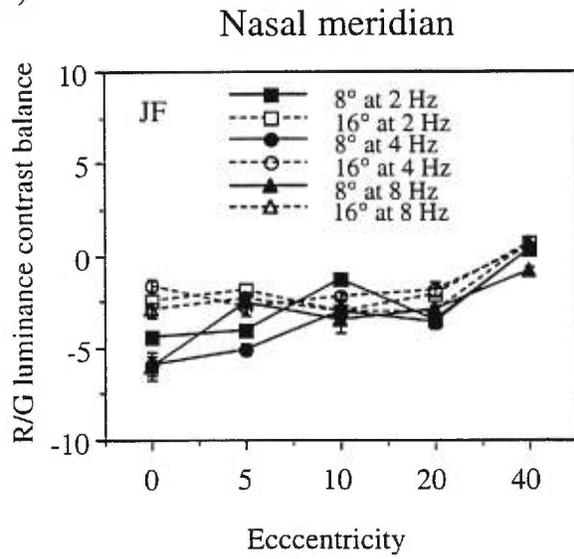 )
Nasal meridian
R/G luminance contrast balance
10
5
0
-5
-10
JF
8° at 2 Hz
16° at 2 Hz
8° at 4 Hz
16° at 4 Hz
8° at 8 Hz
16° at 8 Hz
0 5 10 20 40
Ecccentricity